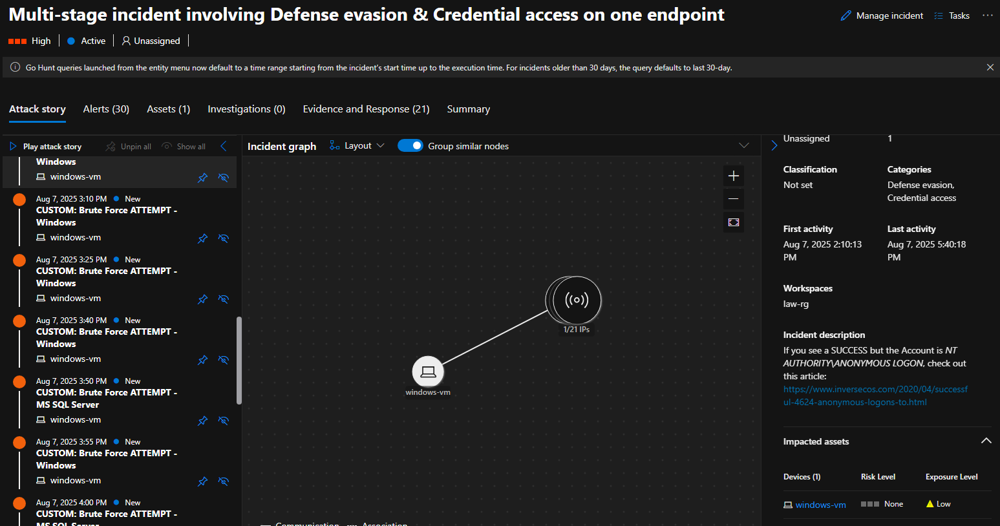 Multi-stage incident involving Defense evasion & Credential access on one endpoint
Manage incident
Tasks
High
Active
Unassigned
Go Hunt queries launched from the entity menu now default to a time range starting from the incident's start time up to the execution time. For incidents older than 30 days, the query defaults to last 30-day.
Attack story
Alerts (30)
Assets (1)
Investigations (0)
Evidence and Response (21)
Summary
Play attack story
Unpin all
Show all
Windows
windows-vm
Aug 7, 2025 3:10 PM
New
CUSTOM: Brute Force ATTEMPT -
Windows
windows-vm
Aug 7, 2025 3:25 PM
New
CUSTOM: Brute Force ATTEMPT -
Windows
windows-vm
Aug 7, 2025 3:40 PM
New
CUSTOM: Brute Force ATTEMPT -
Windows
windows-vm
Aug 7, 2025 3:50 PM
New
CUSTOM: Brute Force ATTEMPT -
MS SQL Server
windows-vm
Aug 7, 2025 3:55 PM
New
CUSTOM: Brute Force ATTEMPT -
Windows
windows-vm
Aug 7, 2025 4:00 PM
New
CUSTOM: Brute Force ATTEMPT -
MS SQL Server
Incident graph
Layout
Group similar nodes
1/21 IPs
windows-vm
Communication
Association
Unassigned
1
Classification
Not set
Categories
Defense evasion,
Credential access
First activity
Aug 7, 2025 2:10:13
PM
Last activity
Aug 7, 2025 5:40:18
PM
Workspaces
law-rg
Incident description
If you see a SUCCESS but the Account is NT
AUTHORITY\ANONYMOUS LOGON, check out
this article:
https://www.inversecos.com/2020/04/successf
ul-4624-anonymous-logons-to.html
Impacted assets
Devices (1)
Risk Level
Exposure Level
windows-vm
None
Low